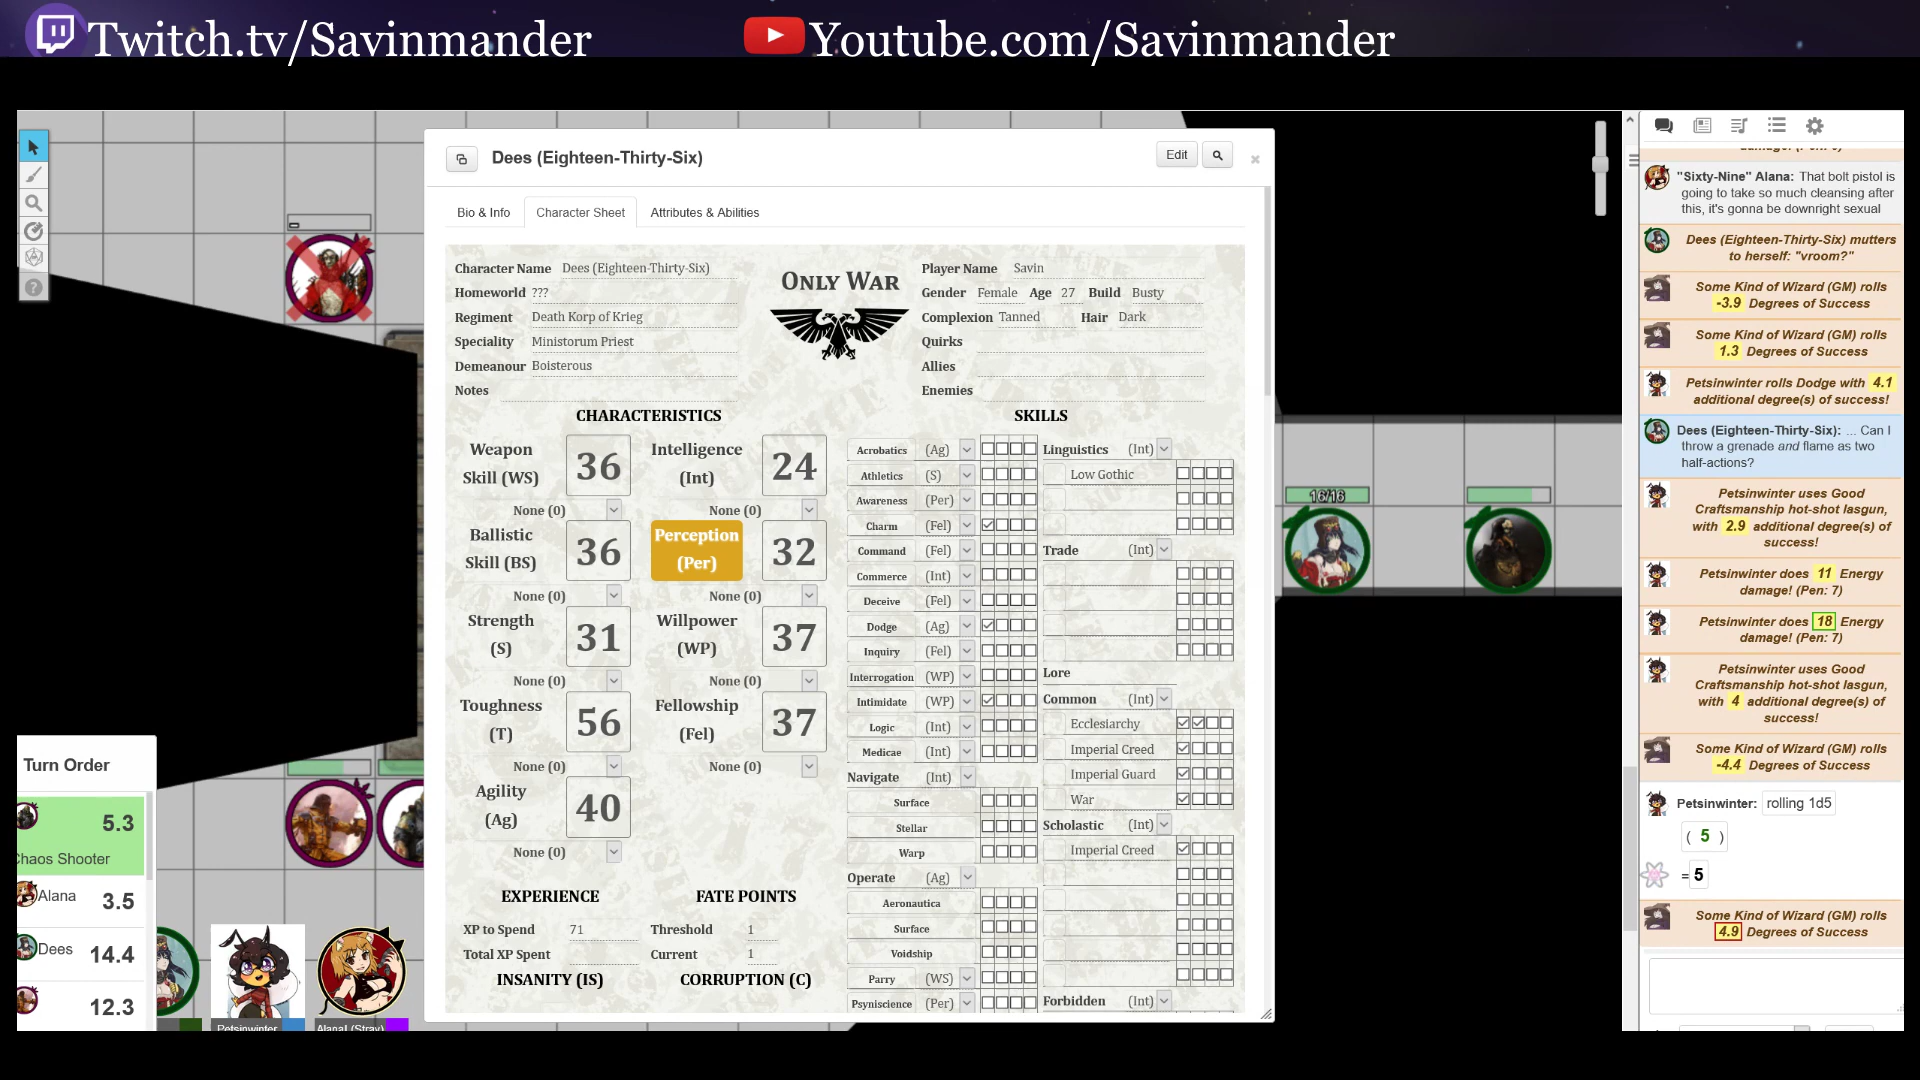 Twitch.tv/Savinmander
Youtube.com/Savinmander
Dees (Eighteen-Thirty-Six)
Edit
Bio & Info
Character Sheet
Attributes & Abilities
Character Name Dees (Eighteen-Thirty-Six)
Homeworld ???
Regiment Death Korp of Krieg
Speciality Ministorum Priest
Demeanour Boisterous
Notes
ONLY WAR
Player Name Savin
Gender Female Age 27 Build Busty
Complexion Tanned Hair Dark
Quirks
Allies
Enemies
CHARACTERISTICS
Weapon
Skill (WS)
36
None (0)
Intelligence
(Int)
24
None (0)
Ballistic
Skill (BS)
36
None (0)
Perception
(Per)
32
None (0)
Strength
(S)
31
None (0)
Willpower
(WP)
37
None (0)
Toughness
(T)
56
None (0)
Fellowship
(Fel)
37
None (0)
Agility
(Ag)
40
None (0)
EXPERIENCE
XP to Spend 71
Total XP Spent
FATE POINTS
Threshold 1
Current 1
INSANITY (IS)
CORRUPTION (C)
SKILLS
Acrobatics (Ag)
Athletics (S)
Awareness (Per)
Charm (Fel)
Command (Fel)
Commerce (Int)
Deceive (Fel)
Dodge (Ag)
Inquiry (Fel)
Interrogation (WP)
Intimidate (WP)
Logic (Int)
Medicae (Int)
Navigate (Int)
Surface
Stellar
Warp
Operate (Ag)
Aeronautica
Surface
Voidship
Parry (WS)
Psyniscience (Per)
Linguistics (Int)
Low Gothic
Trade (Int)
Lore
Common (Int)
Ecclesiarchy
Imperial Creed
Imperial Guard
War
Scholastic (Int)
Imperial Creed
Forbidden (Int)
16/16
Turn Order
5.3
Chaos Shooter
Alana 3.5
Dees 14.4
12.3
Petsinwinter
Alana! (Stray)
damage! (Pen: 6)
"Sixty-Nine" Alana: That bolt pistol is
going to take so much cleansing after
this, it's gonna be downright sexual
Dees (Eighteen-Thirty-Six) mutters
to herself: "vroom?"
Some Kind of Wizard (GM) rolls
-3.9 Degrees of Success
Some Kind of Wizard (GM) rolls
1.3 Degrees of Success
Petsinwinter rolls Dodge with 4.1
additional degree(s) of success!
Dees (Eighteen-Thirty-Six): ... Can I
throw a grenade and flame as two
half-actions?
Petsinwinter uses Good
Craftsmanship hot-shot lasgun,
with 2.9 additional degree(s) of
success!
Petsinwinter does 11 Energy
damage! (Pen: 7)
Petsinwinter does 18 Energy
damage! (Pen: 7)
Petsinwinter uses Good
Craftsmanship hot-shot lasgun,
with 4 additional degree(s) of
success!
Some Kind of Wizard (GM) rolls
-4.4 Degrees of Success
Petsinwinter: rolling 1d5
( 5 )
=5
Some Kind of Wizard (GM) rolls
4.9 Degrees of Success